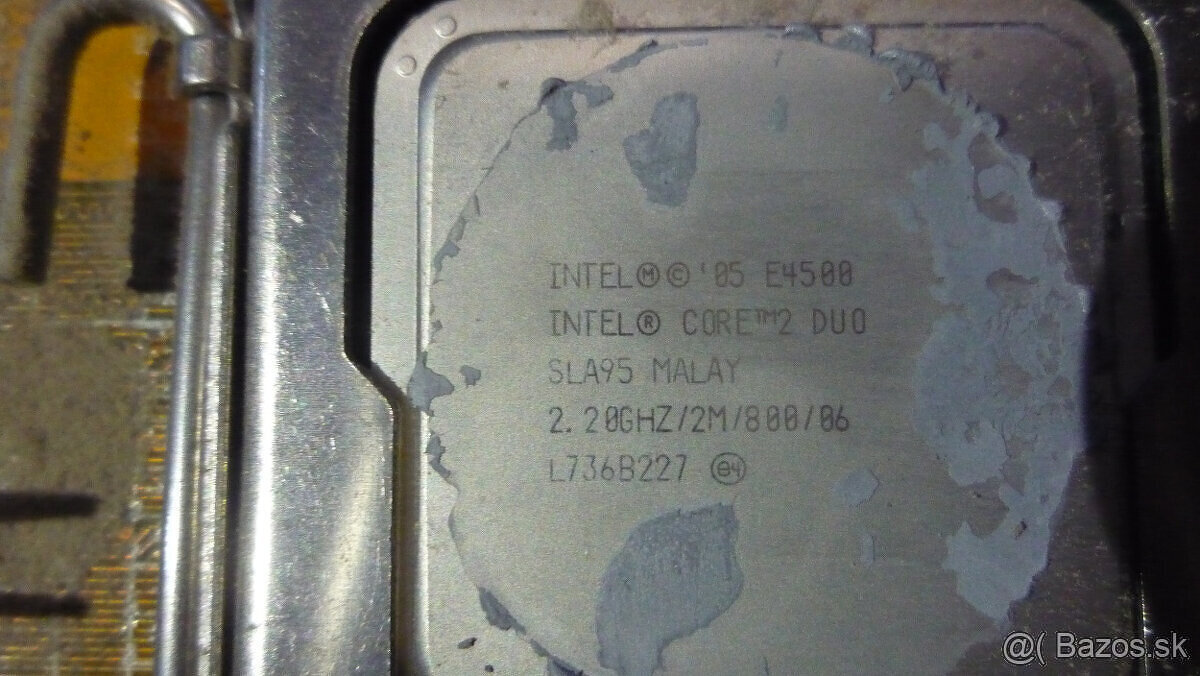 INTEL Ⓜ © '05 E4500
INTEL® CORE™2 DUO
SLA95 MALAY
2.20GHZ/2M/800/06
L736B227 e4
@( Bazos.sk